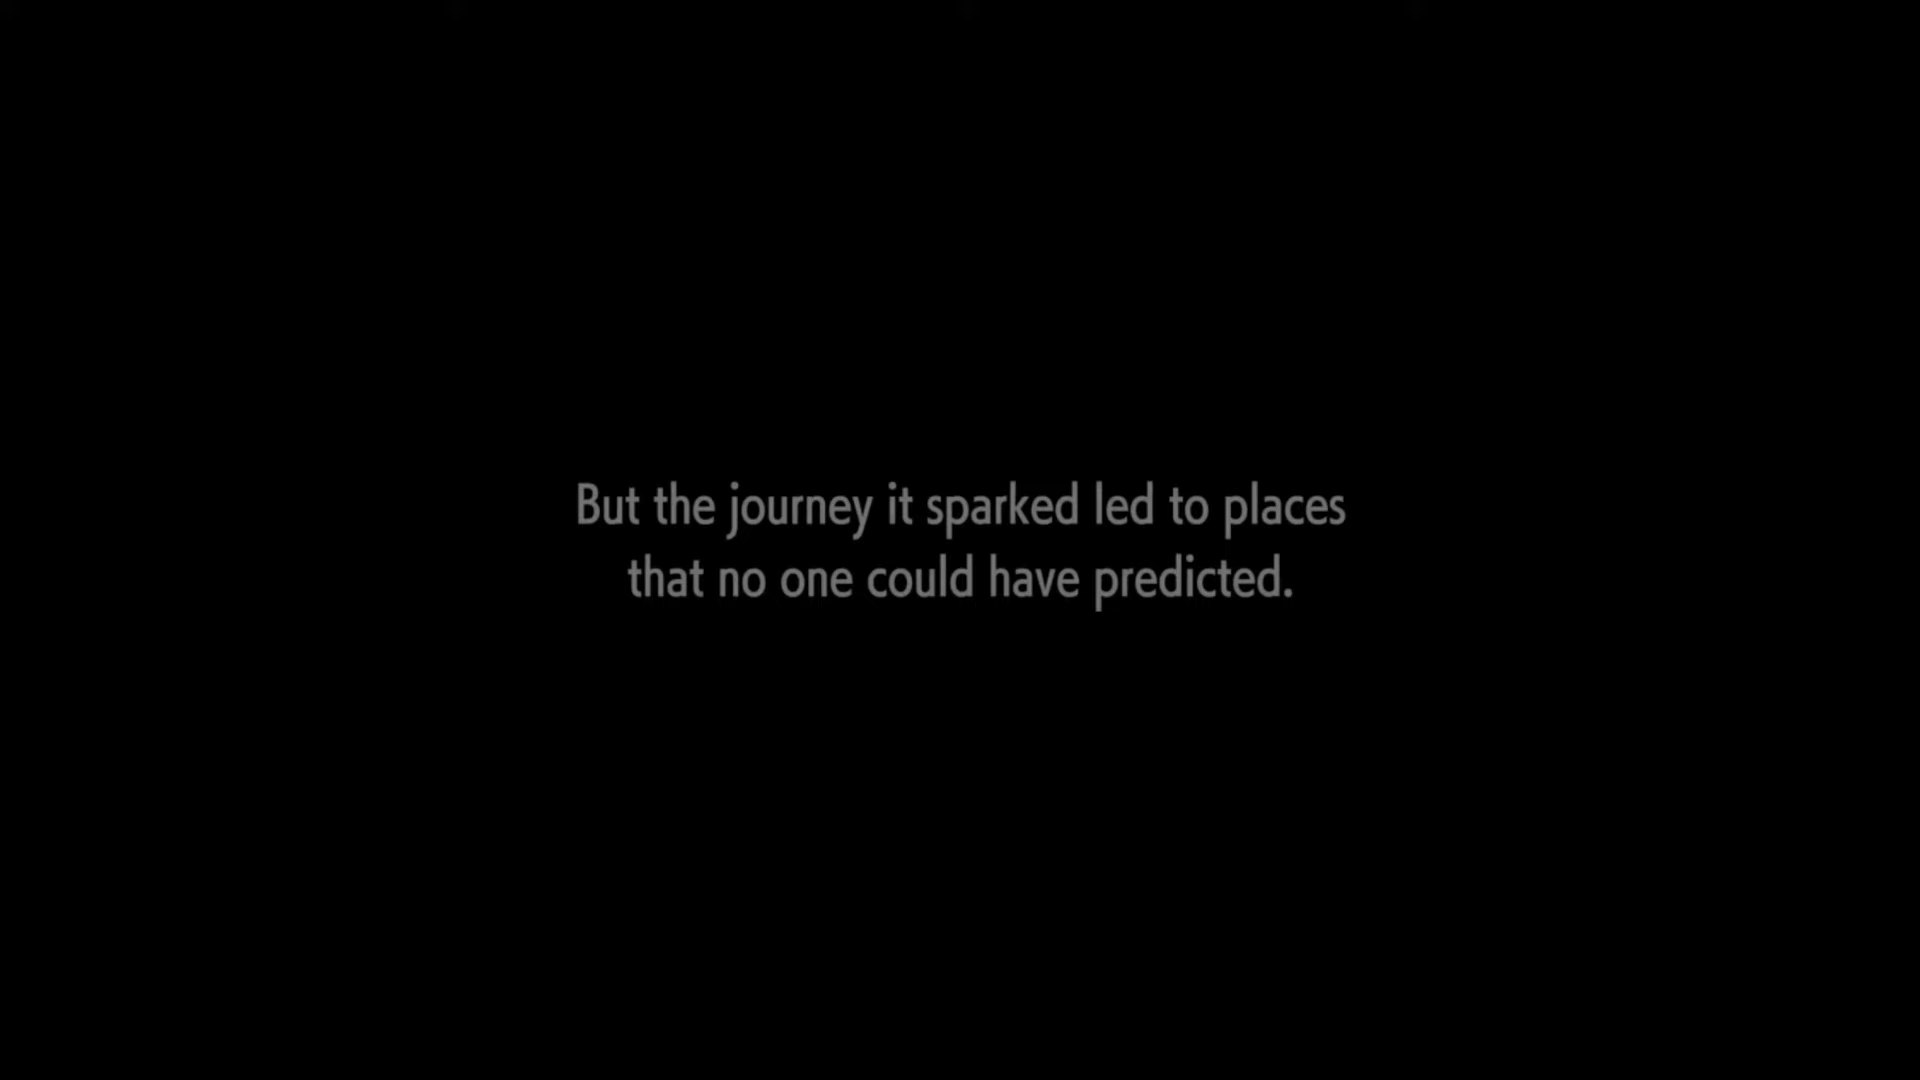 But the journey it sparked led to places
that no one could have predicted.